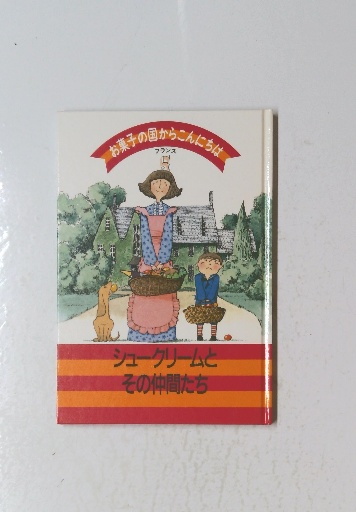 お菓子の国からこんにちは
フランス
シュークリームと
その仲間たち